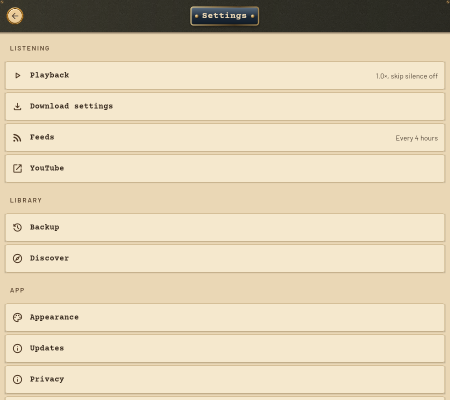 ★ Settings ★
LISTENING
Playback 1.0×, skip silence off
Download settings
Feeds Every 4 hours
YouTube
LIBRARY
Backup
Discover
APP
Appearance
Updates
Privacy